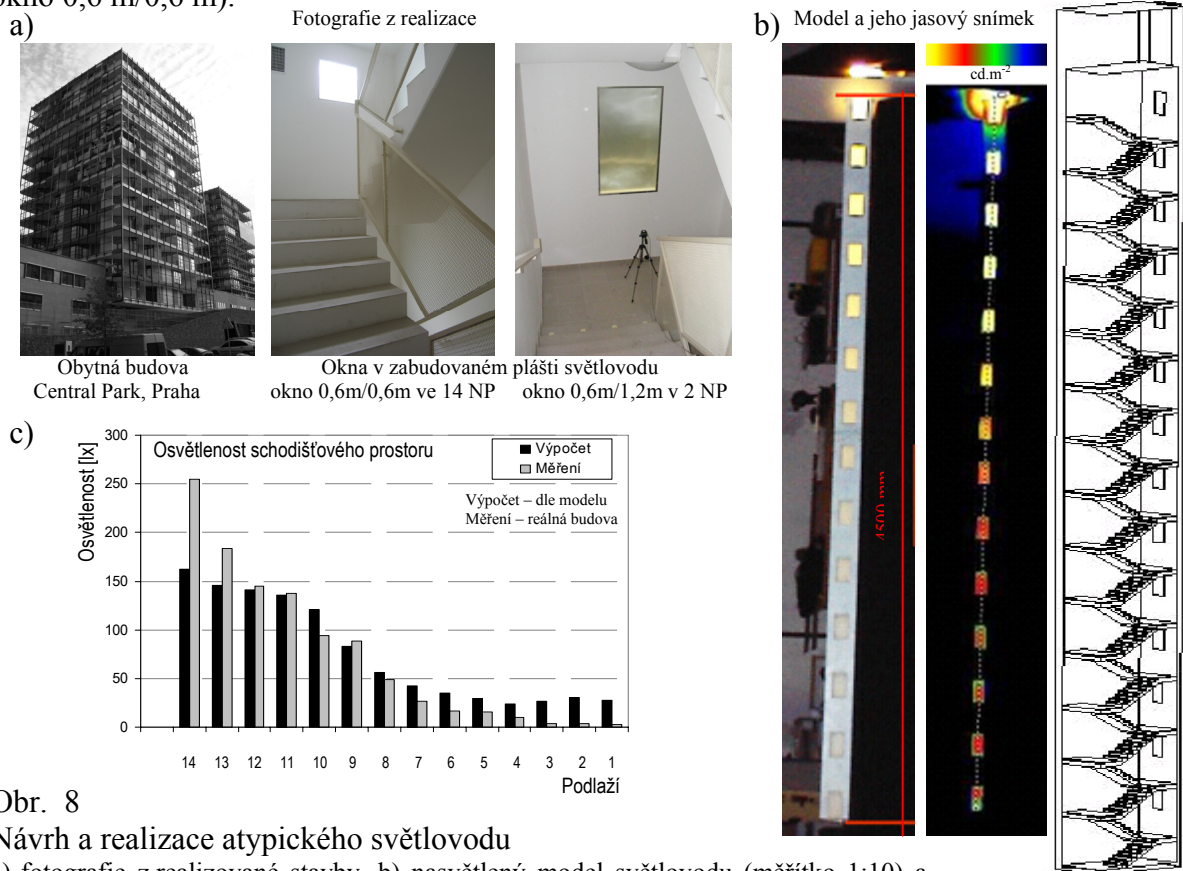 okno 0,6 m/0,6 m).
a)
Fotografie z realizace
b)
Model a jeho jasový snímek
cd.m-2
Obytná budova
Central Park, Praha
Okna v zabudovaném plášti světlovodu
okno 0,6m/0,6m ve 14 NP
okno 0,6m/1,2m v 2 NP
4500 mm
c)
Osvětlenost schodišťového prostoru
Výpočet
Měření
Výpočet – dle modelu
Měření – reálná budova
Osvětlenost [lx]
300
250
200
150
100
50
0
14 13 12 11 10 9 8 7 6 5 4 3 2 1
Podlaží
Obr. 8
Návrh a realizace atypického světlovodu
a) fotografie z realizované stavby, b) nasvětlený model světlovodu (měřítko 1:10) a